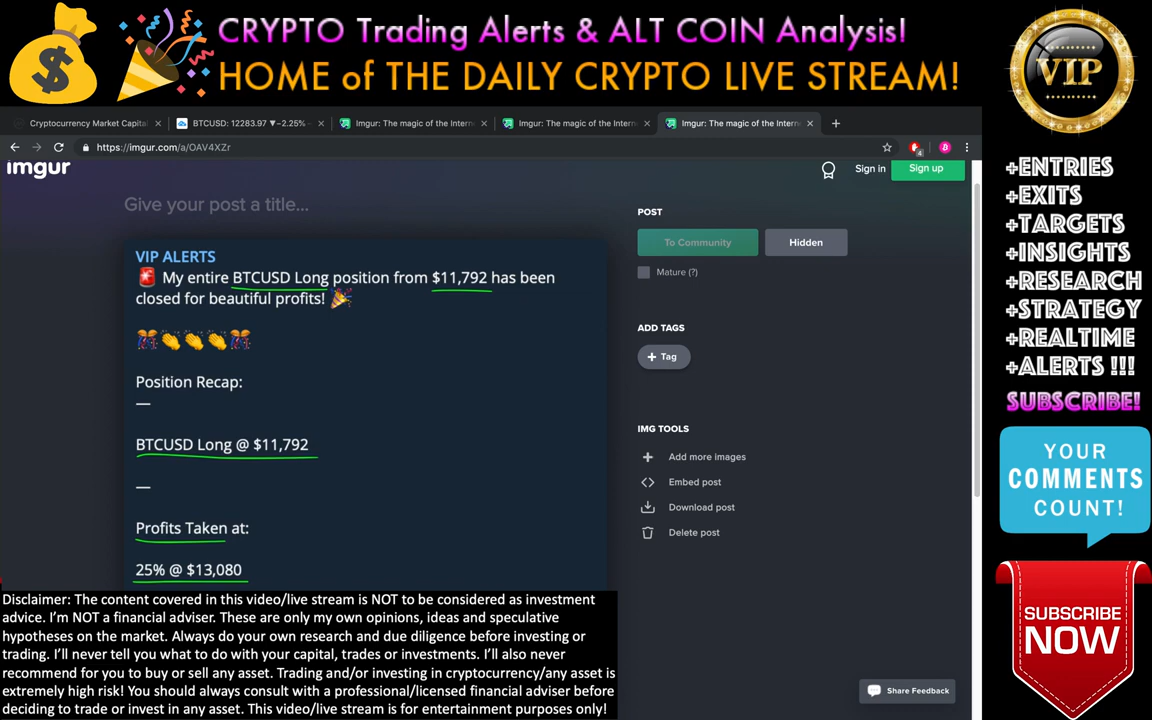 CRYPTO Trading Alerts & ALT COIN Analysis!
HOME of THE DAILY CRYPTO LIVE STREAM!
VIP
Cryptocurrency Market Capital
BTCUSD: 12283.97 ▼−2.25%
Imgur: The magic of the Intern
Imgur: The magic of the Intern
Imgur: The magic of the Intern
https://imgur.com/a/OAV4XZr
4
imgur
Sign in
Sign up
Give your post a title...
VIP ALERTS
🚨 My entire BTCUSD Long position from $11,792 has been
closed for beautiful profits! 🎉
🎊👏👏👏🎊
Position Recap:
—
BTCUSD Long @ $11,792
—
Profits Taken at:
25% @ $13,080
POST
To Community
Hidden
Mature (?)
ADD TAGS
+ Tag
IMG TOOLS
Add more images
Embed post
Download post
Delete post
Share Feedback
+ENTRIES
+EXITS
+TARGETS
+INSIGHTS
+RESEARCH
+STRATEGY
+REALTIME
+ALERTS !!!
SUBSCRIBE!
YOUR
COMMENTS
COUNT!
SUBSCRIBE
NOW
Disclaimer: The content covered in this video/live stream is NOT to be considered as investment
advice. I'm NOT a financial adviser. These are only my own opinions, ideas and speculative
hypotheses on the market. Always do your own research and due diligence before investing or
trading. I'll never tell you what to do with your capital, trades or investments. I'll also never
recommend for you to buy or sell any asset. Trading and/or investing in cryptocurrency/any asset is
extremely high risk! You should always consult with a professional/licensed financial adviser before
deciding to trade or invest in any asset. This video/live stream is for entertainment purposes only!